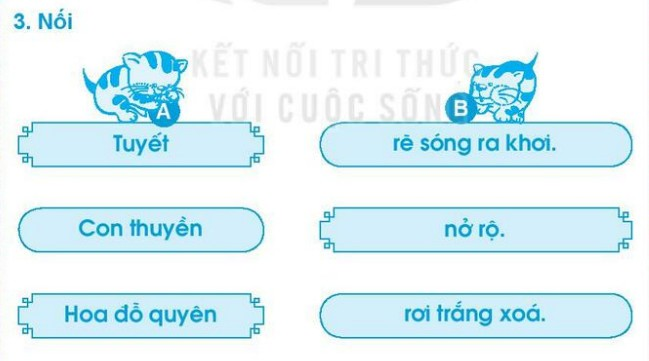 3. Nối
KẾT NỐI TRI THỨC
VỚI CUỘC SỐNG
A
B
Tuyết
rẽ sóng ra khơi.
Con thuyền
nở rộ.
Hoa đỗ quyên
rơi trắng xoá.